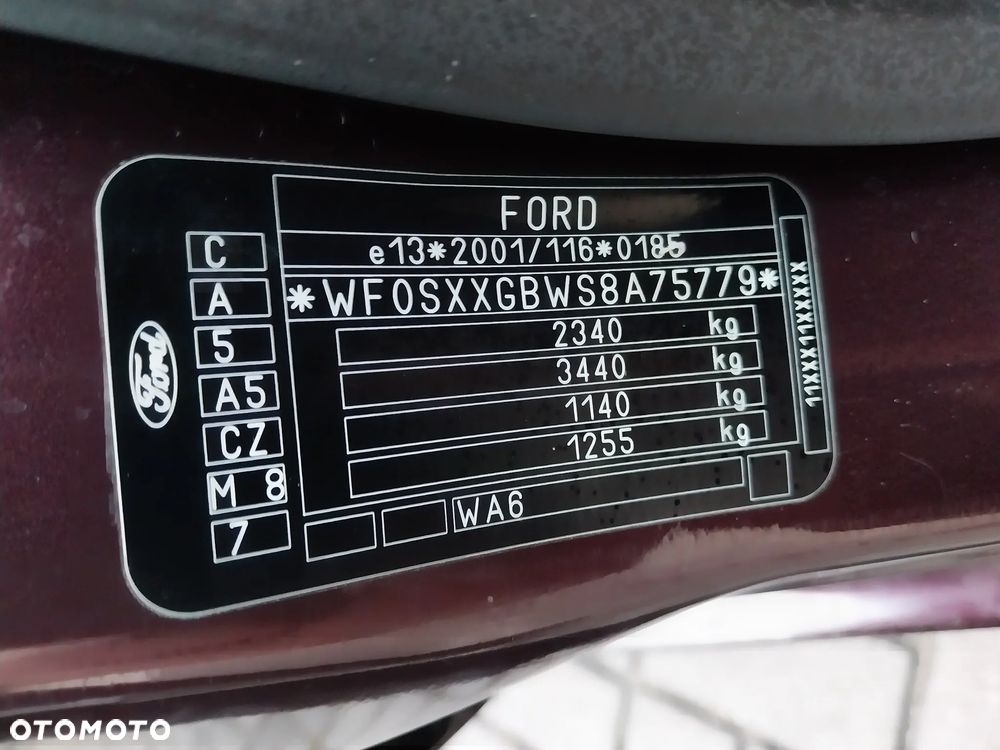 FORD
e13*2001/116*0185
*WF0SXXGBWS8A75779*
2340 kg
3440 kg
1140 kg
1255 kg
WA6
C
A
5
A5
CZ
M 8
7
Ford
11XXX11XXXXX
OTOMOTO